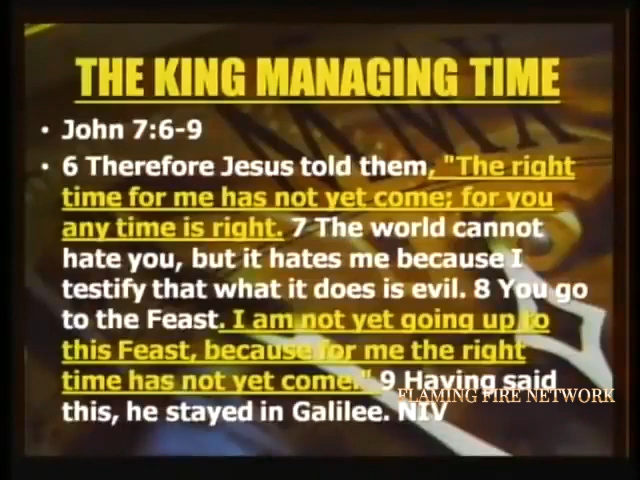 THE KING MANAGING TIME
• John 7:6-9
• 6 Therefore Jesus told them, "The right
time for me has not yet come; for you
any time is right. 7 The world cannot
hate you, but it hates me because I
testify that what it does is evil. 8 You go
to the Feast. I am not yet going up to
this Feast, because for me the right
time has not yet come." 9 Having said
this, he stayed in Galilee. NIV
FLAMING FIRE NETWORK